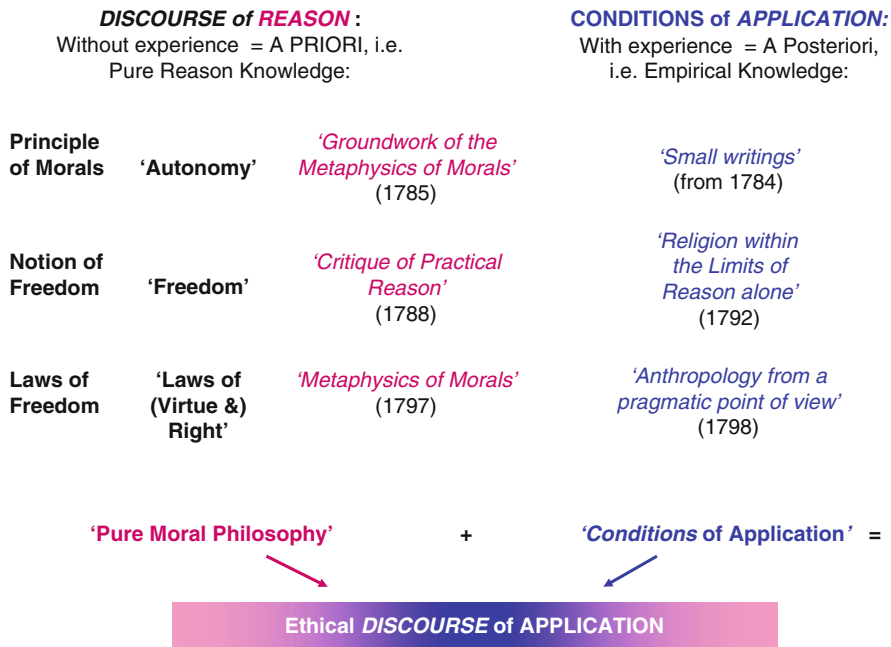 DISCOURSE of REASON :
Without experience = A PRIORI, i.e.
Pure Reason Knowledge:
CONDITIONS of APPLICATION:
With experience = A Posteriori,
i.e. Empirical Knowledge:
Principle
of Morals
‘Autonomy’
‘Groundwork of the
Metaphysics of Morals’
(1785)
‘Small writings’
(from 1784)
Notion of
Freedom
‘Freedom’
‘Critique of Practical
Reason’
(1788)
‘Religion within
the Limits of
Reason alone’
(1792)
Laws of
Freedom
‘Laws of
(Virtue &)
Right’
‘Metaphysics of Morals’
(1797)
‘Anthropology from a
pragmatic point of view’
(1798)
‘Pure Moral Philosophy’ + ‘Conditions of Application’ =
Ethical DISCOURSE of APPLICATION